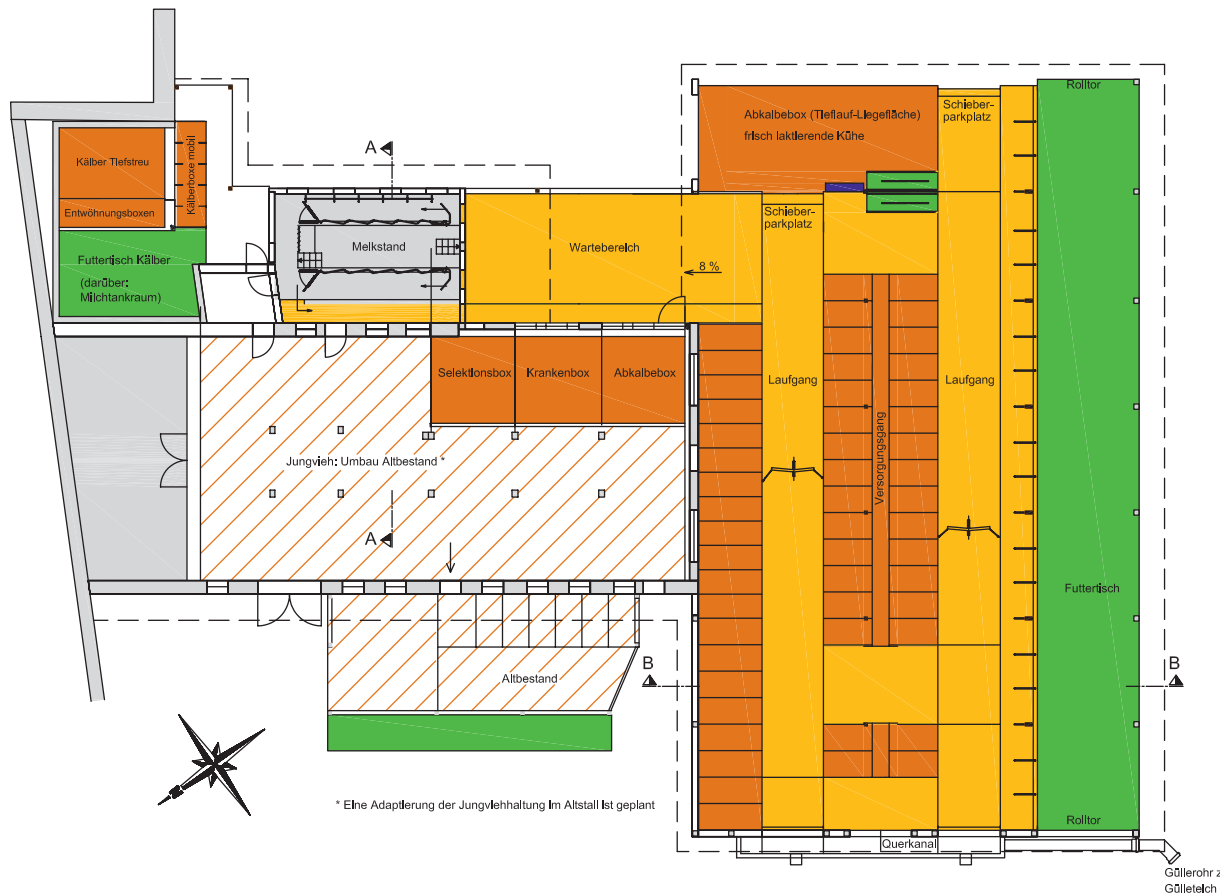 Rolltor
Schieber-
parkplatz
Abkalbebox (Tieflauf-Liegefläche)
frisch laktierende Kühe
A
Kälber Tiefstreu
Kälberboxe mobil
Entwöhnungsboxen
Schieber-
parkplatz
Melkstand
Wartebereich
Futtertisch Kälber
(darüber:
Milchtankraum)
8 %
Selektionsbox
Krankenbox
Abkalbebox
Laufgang
Laufgang
Versorgungsgang
Jungvieh: Umbau Altbestand *
A
Futtertisch
B
B
Altbestand
* Eine Adaptierung der Jungviehhaltung im Altstall ist geplant
Rolltor
Querkanal
Güllerohr z
Gülleteich